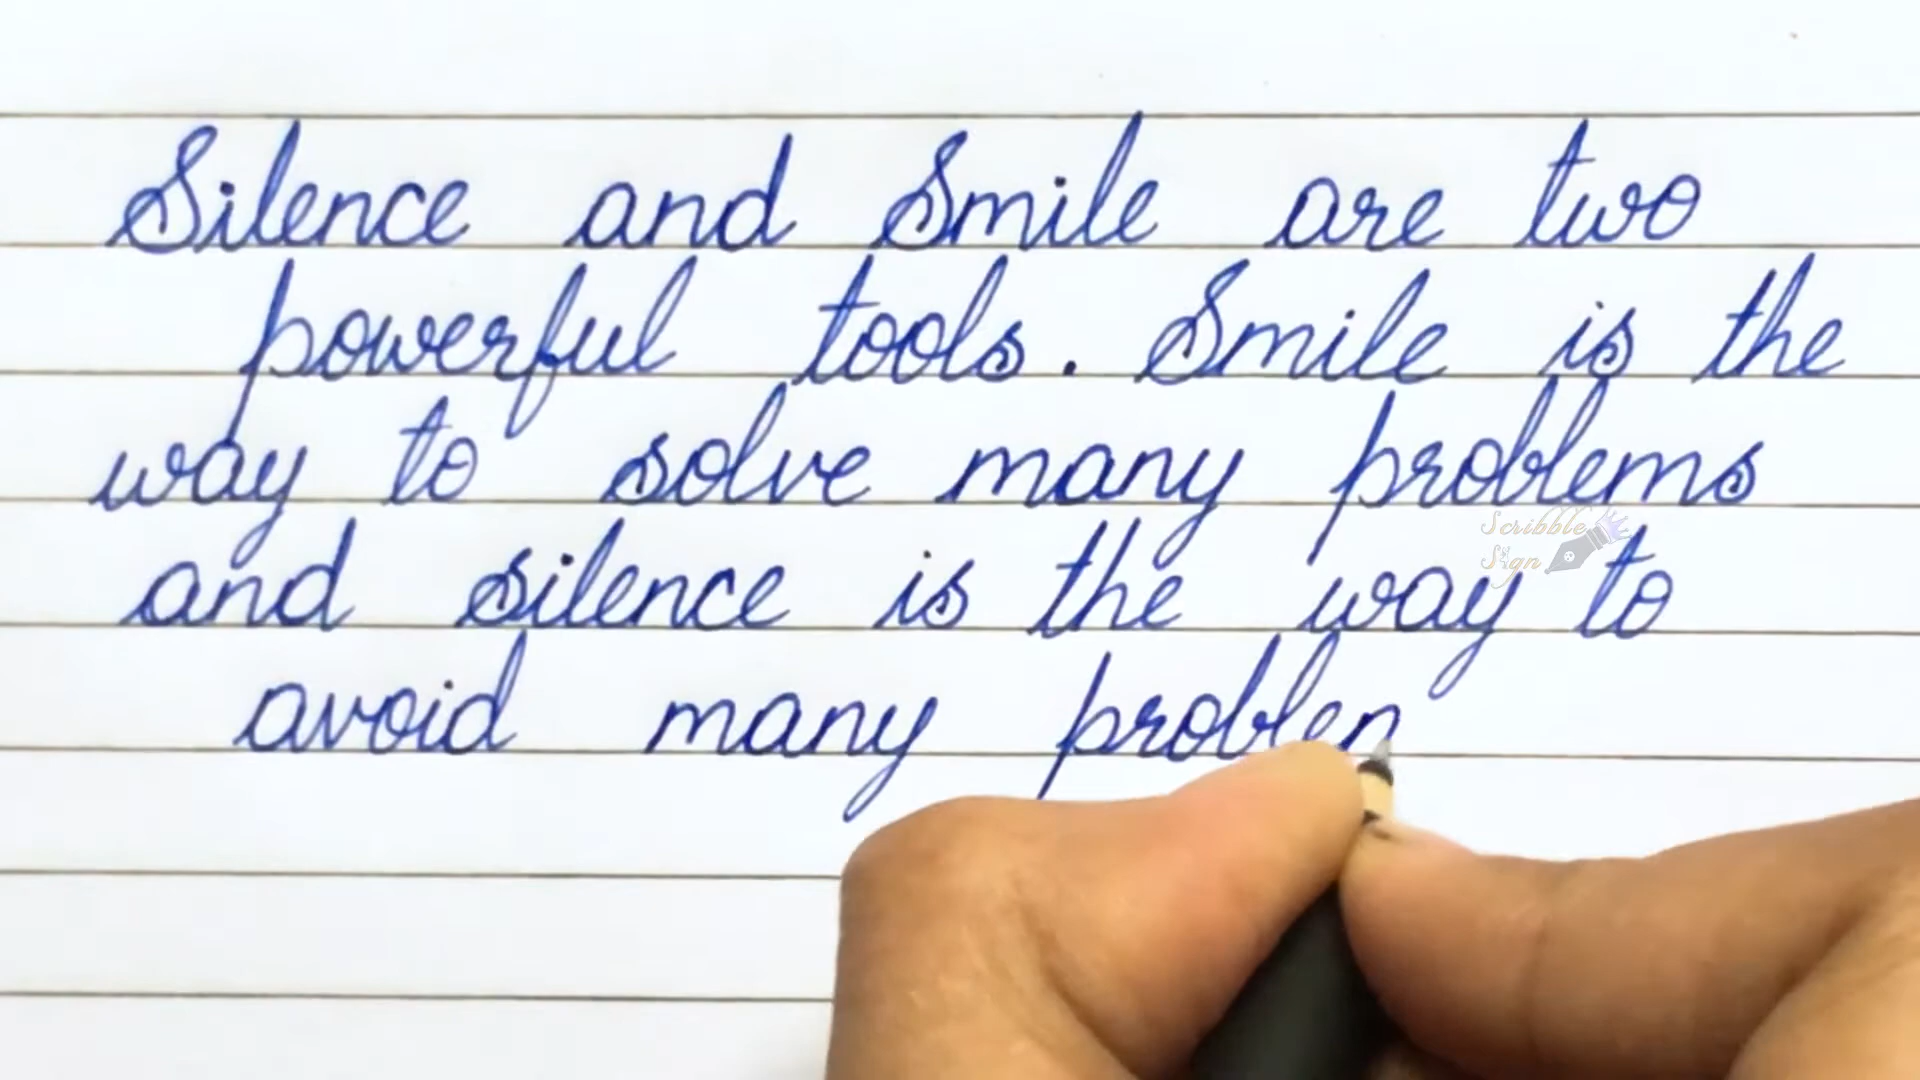 Silence and Smile are two
powerful tools. Smile is the
way to solve many problems
Scribble
Sign
and silence is the way to
avoid many problen